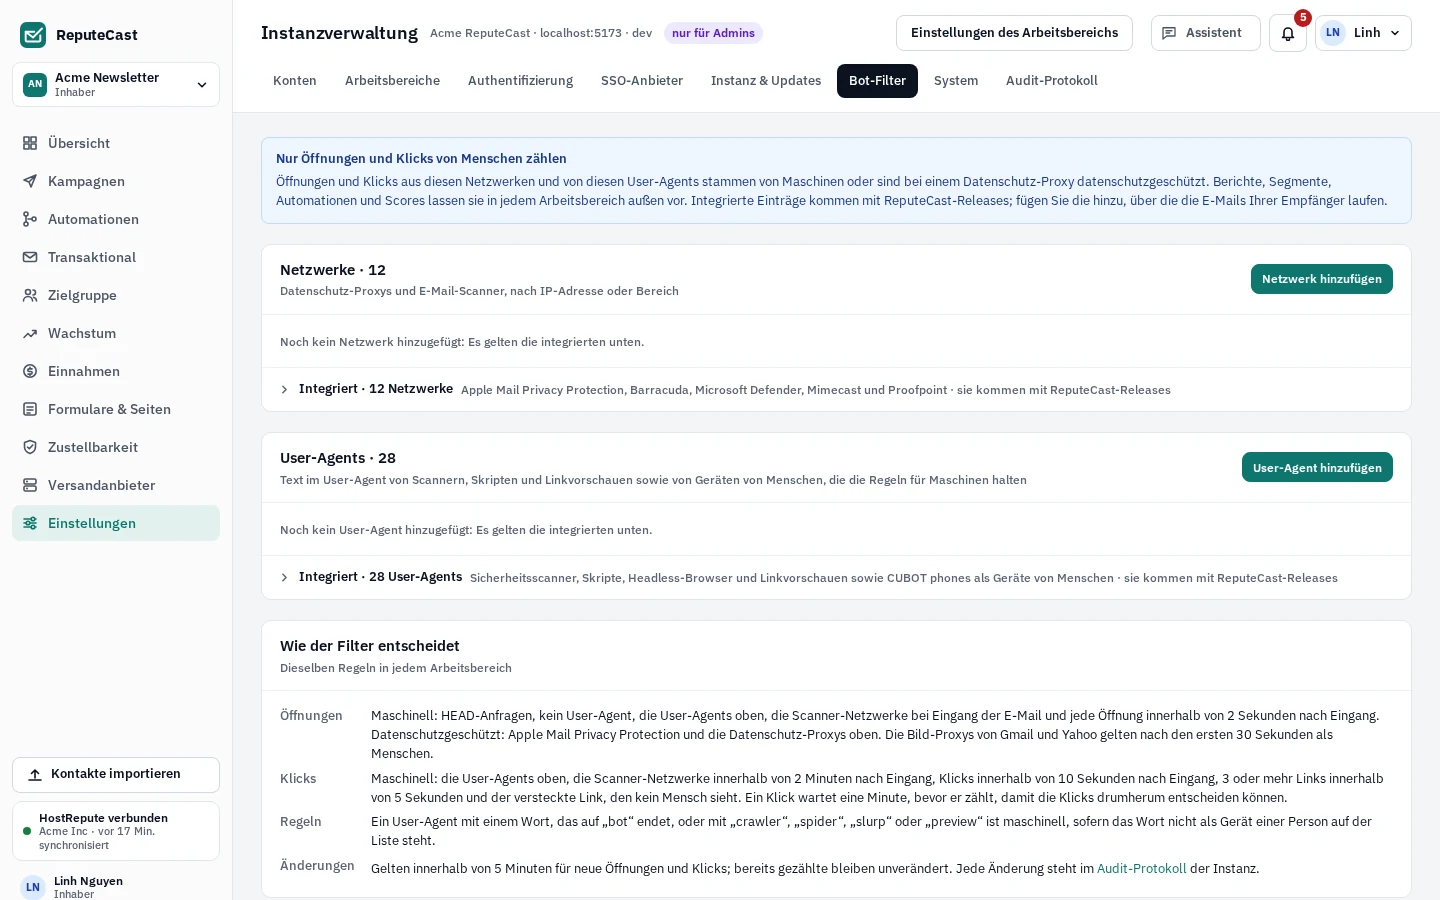 ReputeCast
AN
Acme Newsletter
Inhaber
Übersicht
Kampagnen
Automationen
Transaktional
Zielgruppe
Wachstum
Einnahmen
Formulare & Seiten
Zustellbarkeit
Versandanbieter
Einstellungen
Kontakte importieren
HostRepute verbunden
Acme Inc · vor 17 Min.
synchronisiert
LN
Linh Nguyen
Inhaber
Instanzverwaltung
Acme ReputeCast · localhost:5173 · dev
nur für Admins
Einstellungen des Arbeitsbereichs
Assistent
5
LN
Linh
Konten
Arbeitsbereiche
Authentifizierung
SSO-Anbieter
Instanz & Updates
Bot-Filter
System
Audit-Protokoll
Nur Öffnungen und Klicks von Menschen zählen
Öffnungen und Klicks aus diesen Netzwerken und von diesen User-Agents stammen von Maschinen oder sind bei einem Datenschutz-Proxy datenschutzgeschützt. Berichte, Segmente,
Automationen und Scores lassen sie in jedem Arbeitsbereich außen vor. Integrierte Einträge kommen mit ReputeCast-Releases; fügen Sie die hinzu, über die die E-Mails Ihrer Empfänger laufen.
Netzwerke · 12
Datenschutz-Proxys und E-Mail-Scanner, nach IP-Adresse oder Bereich
Netzwerk hinzufügen
Noch kein Netzwerk hinzugefügt: Es gelten die integrierten unten.
Integriert · 12 Netzwerke
Apple Mail Privacy Protection, Barracuda, Microsoft Defender, Mimecast und Proofpoint · sie kommen mit ReputeCast-Releases
User-Agents · 28
Text im User-Agent von Scannern, Skripten und Linkvorschauen sowie von Geräten von Menschen, die die Regeln für Maschinen halten
User-Agent hinzufügen
Noch kein User-Agent hinzugefügt: Es gelten die integrierten unten.
Integriert · 28 User-Agents
Sicherheitsscanner, Skripte, Headless-Browser und Linkvorschauen sowie CUBOT phones als Geräte von Menschen · sie kommen mit ReputeCast-Releases
Wie der Filter entscheidet
Dieselben Regeln in jedem Arbeitsbereich
Öffnungen
Maschinell: HEAD-Anfragen, kein User-Agent, die User-Agents oben, die Scanner-Netzwerke bei Eingang der E-Mail und jede Öffnung innerhalb von 2 Sekunden nach Eingang.
Datenschutzgeschützt: Apple Mail Privacy Protection und die Datenschutz-Proxys oben. Die Bild-Proxys von Gmail und Yahoo gelten nach den ersten 30 Sekunden als
Menschen.
Klicks
Maschinell: die User-Agents oben, die Scanner-Netzwerke innerhalb von 2 Minuten nach Eingang, Klicks innerhalb von 10 Sekunden nach Eingang, 3 oder mehr Links innerhalb
von 5 Sekunden und der versteckte Link, den kein Mensch sieht. Ein Klick wartet eine Minute, bevor er zählt, damit die Klicks drumherum entscheiden können.
Regeln
Ein User-Agent mit einem Wort, das auf „bot“ endet, oder mit „crawler“, „spider“, „slurp“ oder „preview“ ist maschinell, sofern das Wort nicht als Gerät einer Person auf der
Liste steht.
Änderungen
Gelten innerhalb von 5 Minuten für neue Öffnungen und Klicks; bereits gezählte bleiben unverändert. Jede Änderung steht im Audit-Protokoll der Instanz.